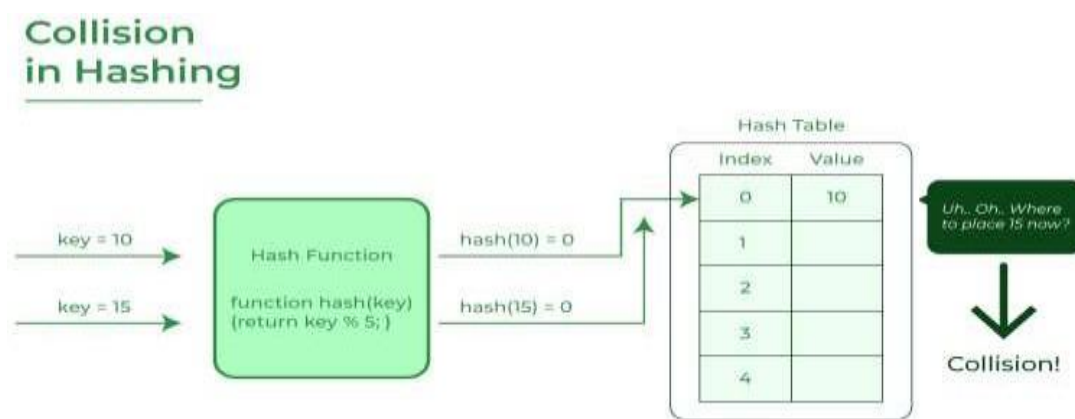 Collision
in Hashing
Hash Table
Index Value
0 10
1
2
3
4
key = 10
key = 15
Hash Function
function hash(key)
(return key % 5; )
hash(10) = 0
hash(15) = 0
Uh.. Oh.. Where
to place 15 now?
Collision!